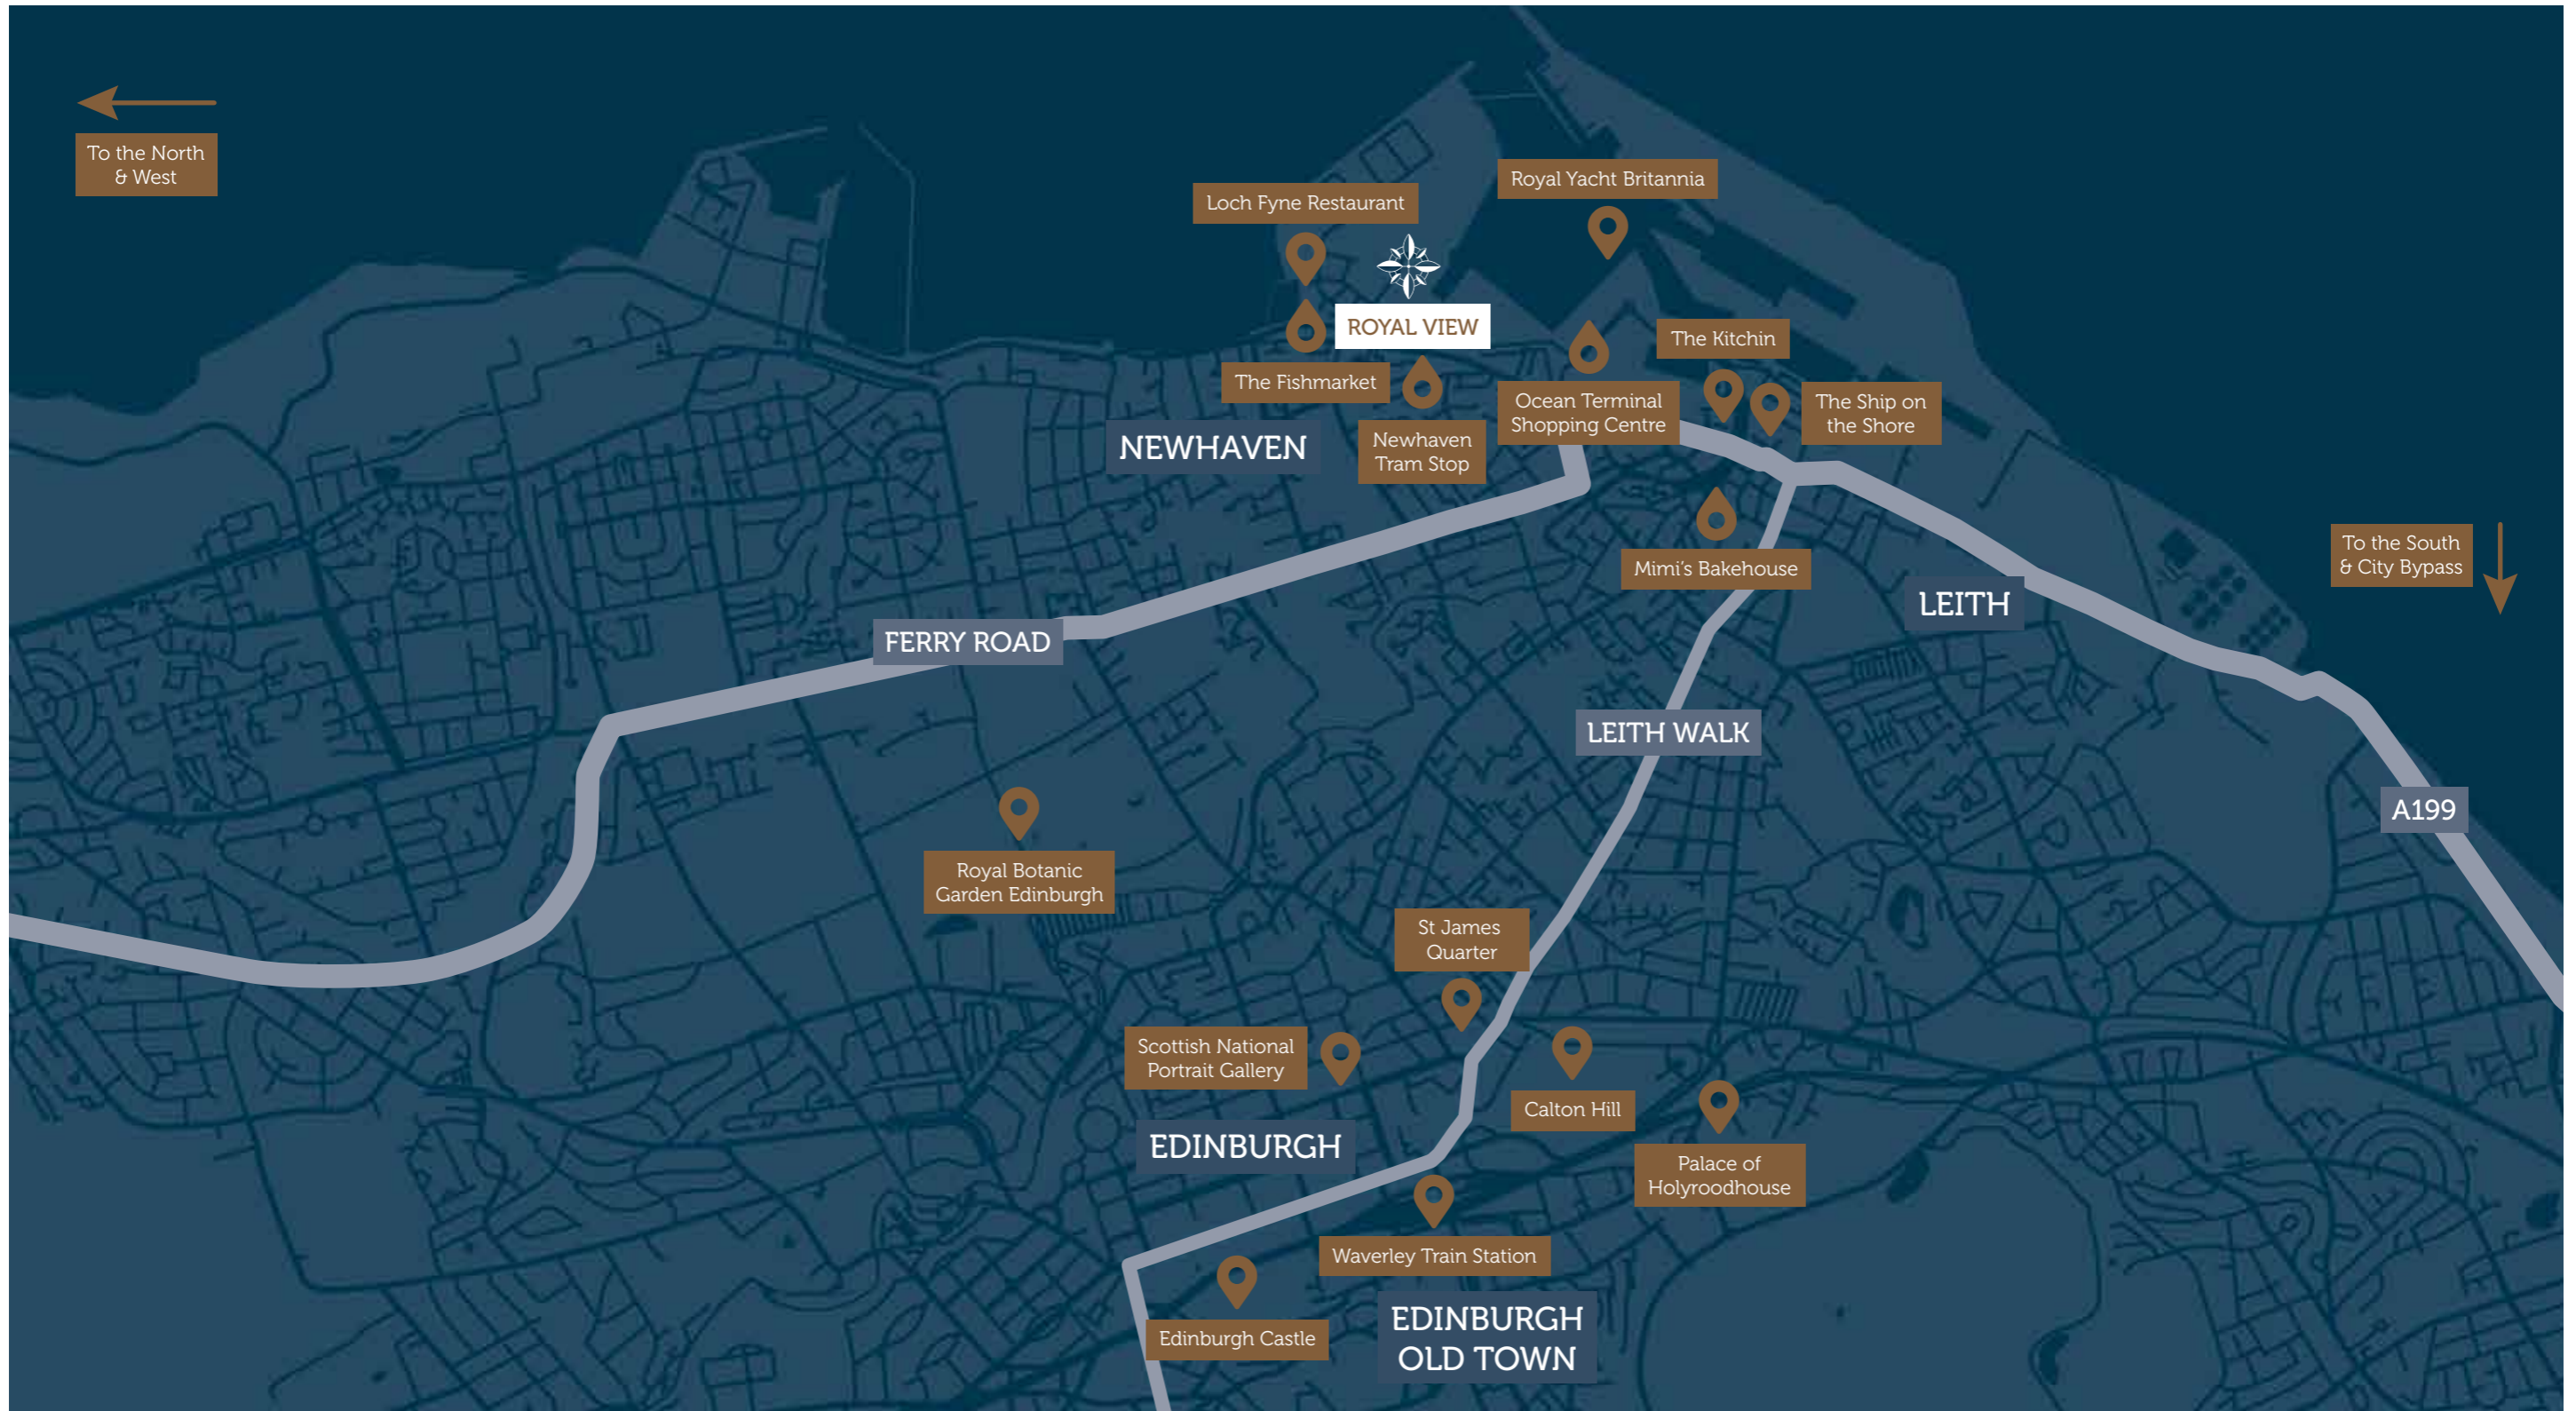 To the North
& West
Loch Fyne Restaurant
Royal Yacht Britannia
ROYAL VIEW
The Kitchin
The Fishmarket
Ocean Terminal
Shopping Centre
The Ship on
the Shore
NEWHAVEN
Newhaven
Tram Stop
To the South
& City Bypass
Mimi's Bakehouse
LEITH
FERRY ROAD
LEITH WALK
A199
Royal Botanic
Garden Edinburgh
St James
Quarter
Scottish National
Portrait Gallery
Calton Hill
EDINBURGH
Palace of
Holyroodhouse
Waverley Train Station
Edinburgh Castle
EDINBURGH
OLD TOWN